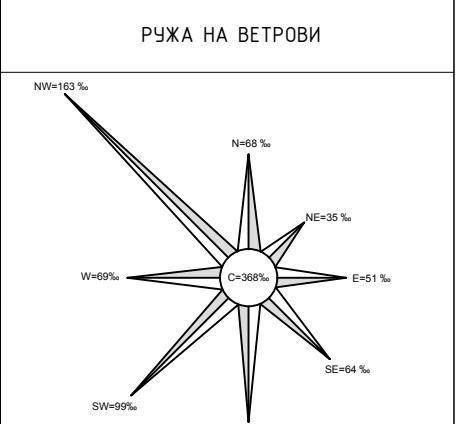 РУЖА НА ВЕТРОВИ
NW=163 ‰
N=68 ‰
NE=35 ‰
W=69‰
C=368‰
E=51 ‰
SE=64 ‰
SW=99‰